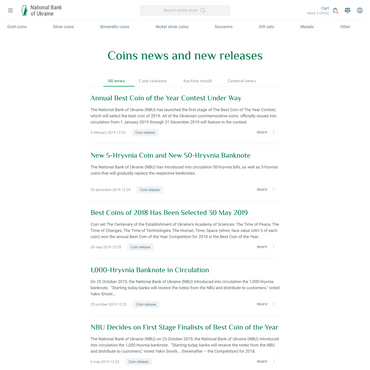 National Bank
of Ukraine
Search entire store
Cart
Gold coins
Silver coins
Bimetallic coins
Nickel silver coins
Souvenirs
Gift sets
Medals
Other
Coins news and new releases
All news
Coin releases
Auction result
General news
Annual Best Coin of the Year Contest Under Way
The National Bank of Ukraine (NBU) has launched the first stage of The Best Coin of The Year Contest,
which will select the best coin of 2019. All of the Ukrainian commemorative coins officially issued into
circulation from 1 January 2019 through 31 December 2019 will feature in the contest.
12:25
Coin release
more
New 5-Hryvnia Coin and New 50-Hryvnia Banknote
The National Bank of Ukraine (NBU) has introduced into circulation 50-hryvnia bills, as well as 5-hryvnia
coins that will gradually replace the respective banknotes.
20 december 2019 12:25
Coin release
more
Best Coins of 2018 Has Been Selected 30 May 2019
Coin set The Centenary of the Establishment of Ukraine's Academy of Sciences. The Time of Peace, The
Time of Changes, The Time of Technologies, The Human, Time, Space (silver, face value UAH 5 of each
coin) won the annual Best Coin of the Year Competition for 2018 in the Best Coin of the Year...
30 may 2019 12:25
Coin release
more
1,000-Hryvnia Banknote in Circulation
On 25 October 2019, the National Bank of Ukraine (NBU) introduced into circulation the 1,000 hryvnia
banknote. "Starting today banks will receive the notes from the NBU and distribute to customers," noted
Yakiv Smolii...
25 october 2019 12:25
Coin release
more
NBU Decides on First Stage Finalists of Best Coin of the Year
The National Bank of Ukraine (NBU) on 25 October 2019, the National Bank of Ukraine (NBU) introduced
into circulation the 1,000 hryvnia banknote. "Starting today banks will receive the notes from the NBU and
distribute to customers," noted Yakiv Smolii... (hereinafter – the Competition) for 2018.
Coin release
more